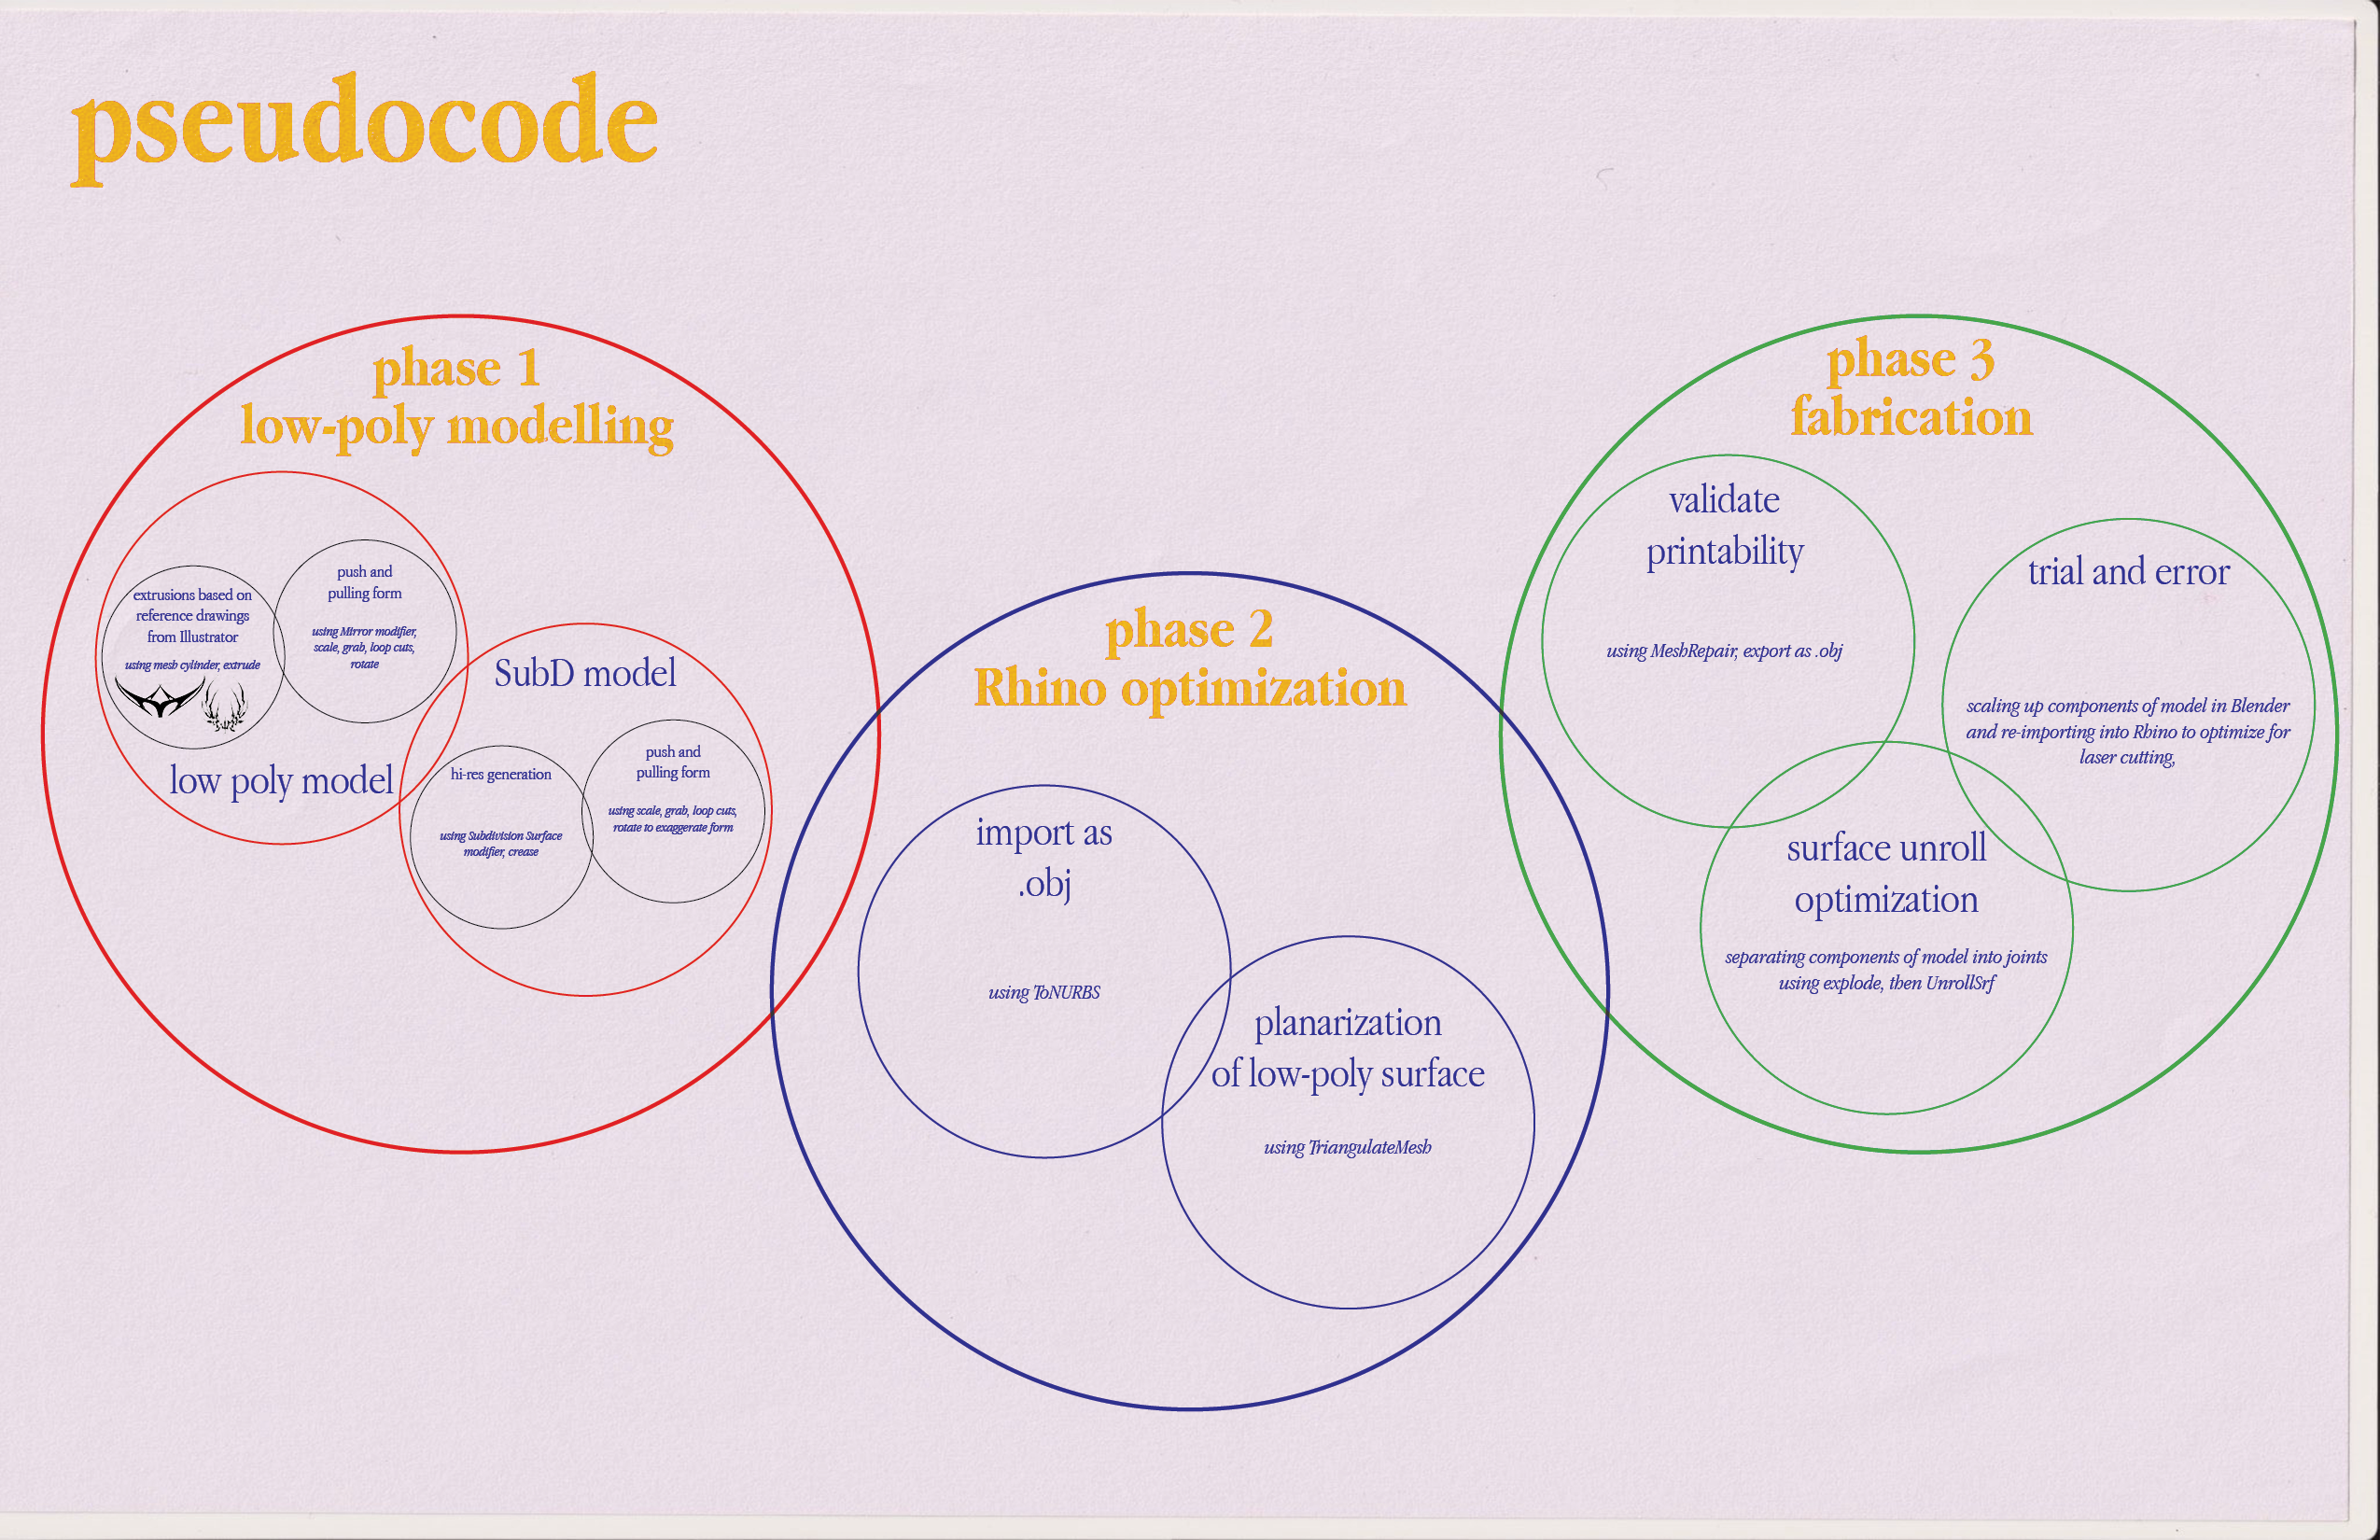 pseudocode
phase 1
low-poly modelling
extrusions based on
reference drawings
from Illustrator
using mesh cylinder, extrude
push and
pulling form
using Mirror modifier,
scale, grab, loop cuts,
rotate
low poly model
SubD model
hi-res generation
using Subdivision Surface
modifier, crease
push and
pulling form
using scale, grab, loop cuts,
rotate to exaggerate form
phase 2
Rhino optimization
import as
.obj
using ToNURBS
planarization
of low-poly surface
using TriangulateMesh
phase 3
fabrication
validate
printability
using MeshRepair, export as .obj
trial and error
scaling up components of model in Blender
and re-importing into Rhino to optimize for
laser cutting,
surface unroll
optimization
separating components of model into joints
using explode, then UnrollSrf